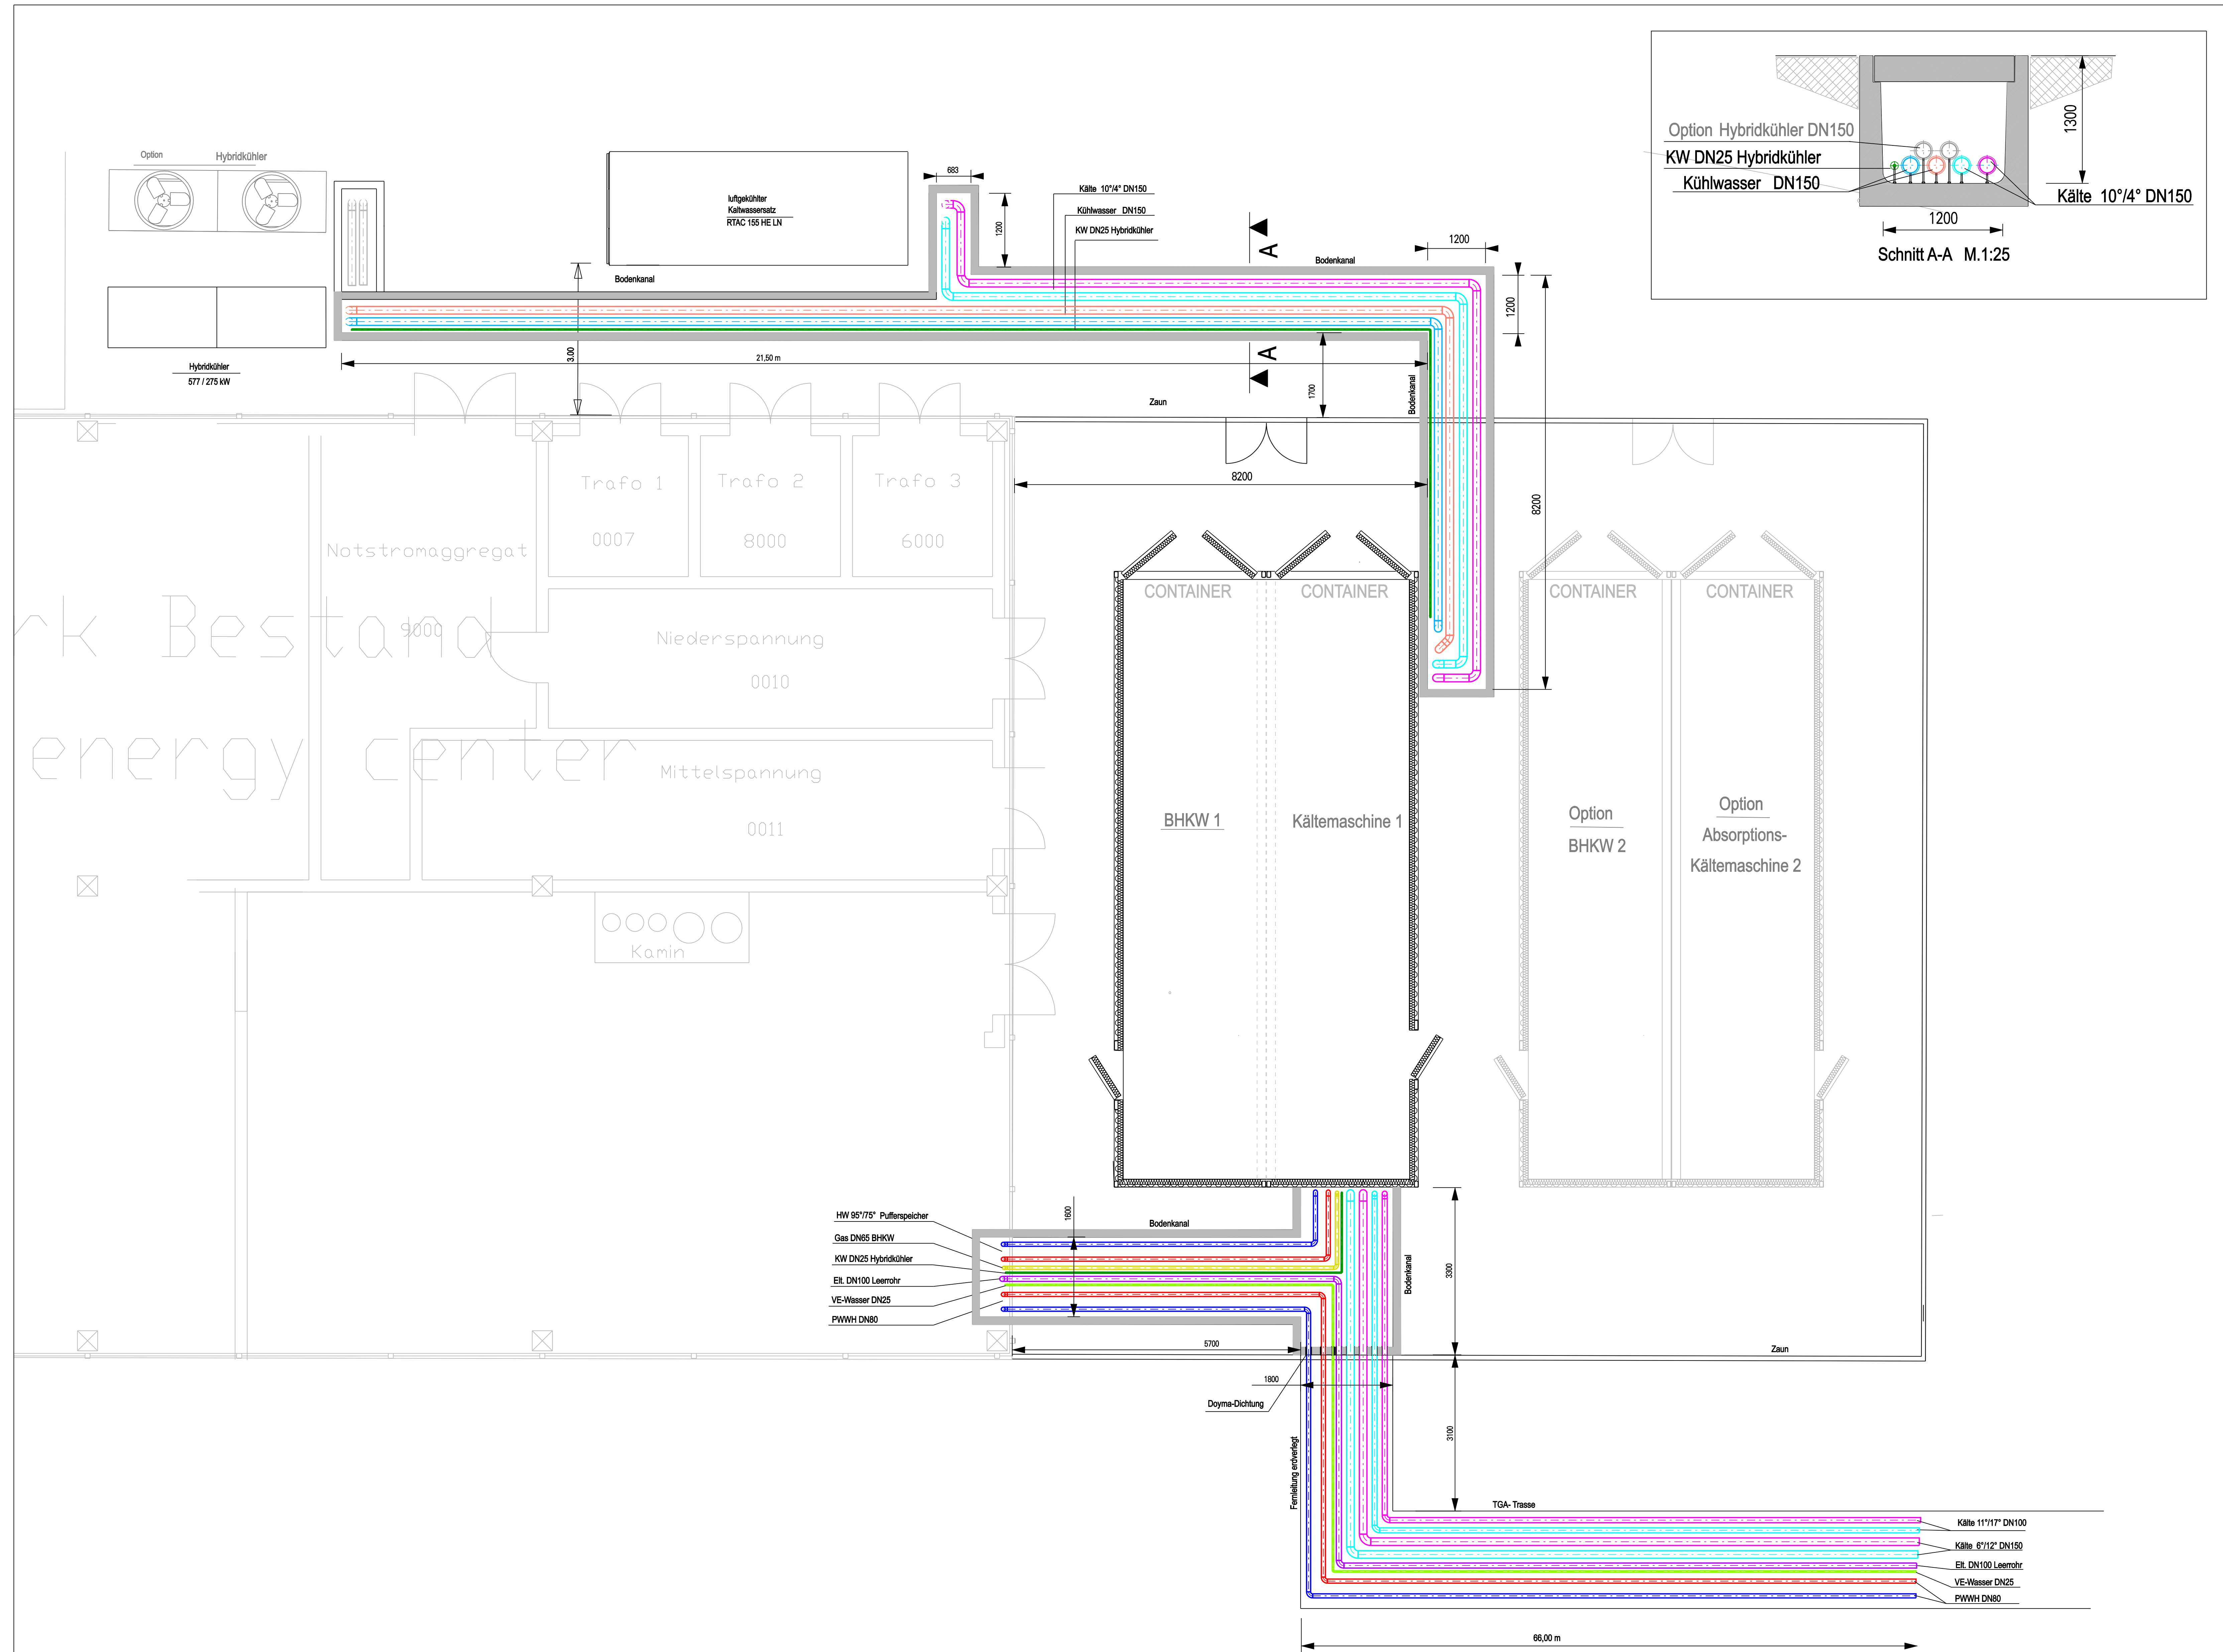 Option Hybridkühler
Hybridkühler
577 / 275 kW
luftgekühlter
Kaltwassersatz
RTAC 155 HE LN
Bodenkanal
3.00
21,50 m
683
1200
Kälte 10°/4° DN150
Kühlwasser DN150
KW DN25 Hybridkühler
A
A
Bodenkanal
1200
1200
1700
Bodenkanal
8200
8200
Zaun
Option Hybridkühler DN150
KW DN25 Hybridkühler
Kühlwasser DN150
Kälte 10°/4° DN150
1300
1200
Schnitt A-A M.1:25
Trafo 1
0007
Trafo 2
8000
Trafo 3
6000
Notstromaggregat
9000
rk Bestand
energy center
Niederspannung
0010
Mittelspannung
0011
Kamin
CONTAINER
CONTAINER
CONTAINER
CONTAINER
BHKW 1
Kältemaschine 1
Option
BHKW 2
Option
Absorptions-
Kältemaschine 2
HW 95°/75° Pufferspeicher
Gas DN65 BHKW
KW DN25 Hybridkühler
Elt. DN100 Leerrohr
VE-Wasser DN25
PWWH DN80
1600
Bodenkanal
Bodenkanal
3300
5700
1800
Doyma-Dichtung
Zaun
3100
Fernleitung erdverlegt
TGA- Trasse
Kälte 11°/17° DN100
Kälte 6°/12° DN150
Elt. DN100 Leerrohr
VE-Wasser DN25
PWWH DN80
66,00 m